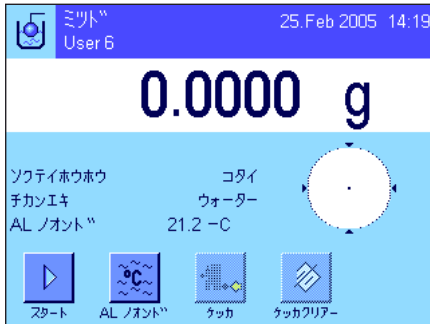 ミツド
User 6
25.Feb 2005 14:19
0.0000 g
ソクテイホウホウ コタイ
チカンエキ ウォーター
AL ノオンド 21.2 -C
°C
スタート AL ノオンド ケッカ ケッカクリアー